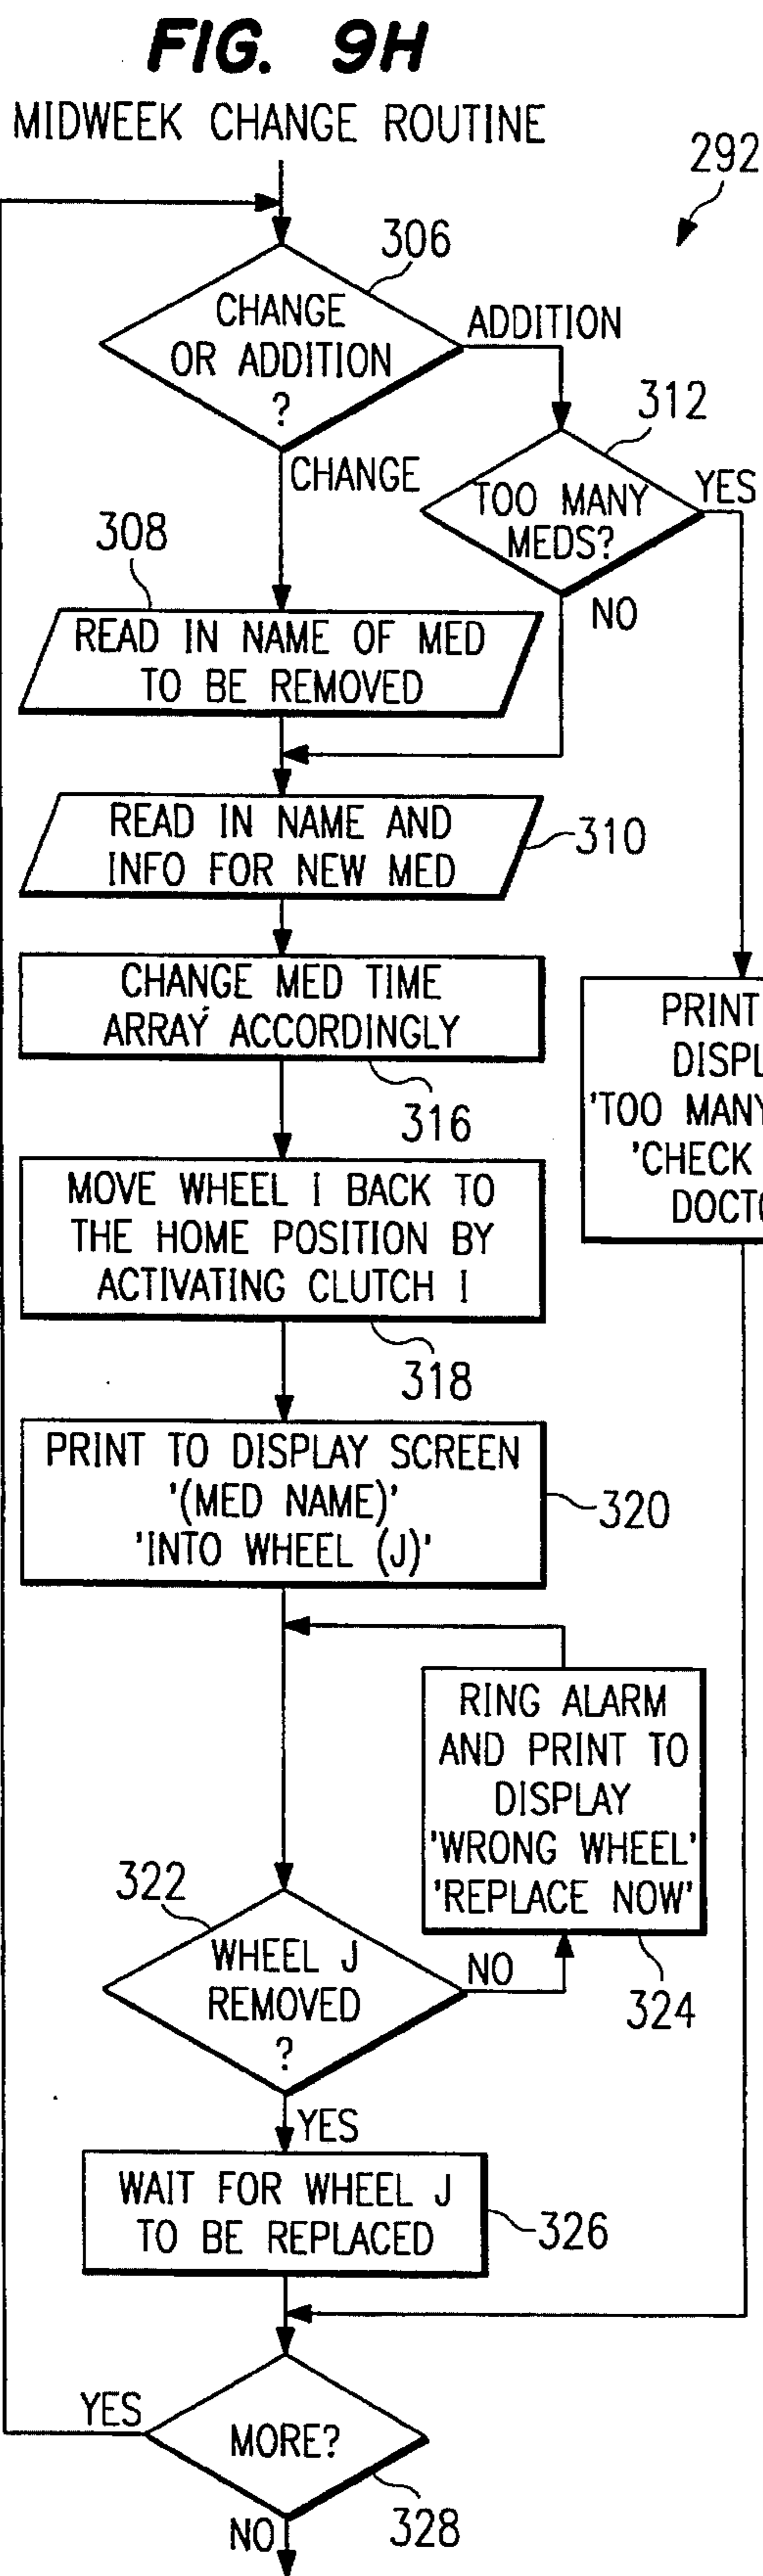 FIG. 9H
MIDWEEK CHANGE ROUTINE
292
306
CHANGE
OR ADDITION
?
ADDITION
312
CHANGE
TOO MANY
MEDS?
YES
308
NO
READ IN NAME OF MED
TO BE REMOVED
READ IN NAME AND
INFO FOR NEW MED
310
CHANGE MED TIME
ARRAY ACCORDINGLY
316
PRINT
'TOO MANY
'CHECK
MOVE WHEEL I BACK TO
THE HOME POSITION BY
ACTIVATING CLUTCH I
318
PRINT TO DISPLAY SCREEN
'(MED NAME)'
'INTO WHEEL (J)'
320
RING ALARM
AND PRINT TO
DISPLAY
'WRONG WHEEL'
'REPLACE NOW'
324
322
WHEEL J
REMOVED
?
NO
YES
WAIT FOR WHEEL J
TO BE REPLACED
326
YES
MORE?
328
NO